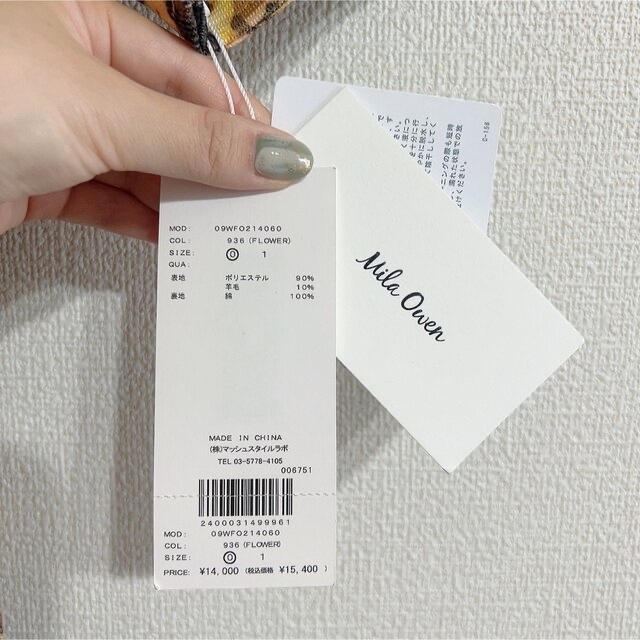 MOD: 09WFO214060
COL: 936 (FLOWER)
SIZE: 0 1
QUA:
表地 ポリエステル 90%
羊毛 10%
裏地 綿 100%
MADE IN CHINA
(株)マッシュスタイルラボ
TEL 03-5778-4105
006751
2400031499961
MOD: 09WFO214060
COL: 936 (FLOWER)
SIZE: 0 1
PRICE: ¥14,000 (税込価格 ¥15,400 )
Mila Owen
C-156